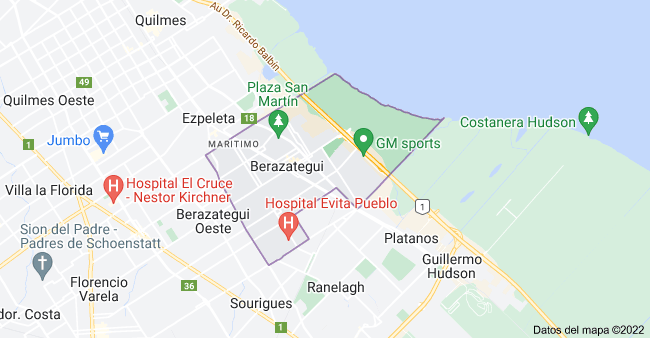 Quilmes
Au Dr. Ricardo Balbín
49
Plaza San
Martín
Quilmes Oeste
Ezpeleta
18
Costanera Hudson
Jumbo
1
MARITIMO
GM sports
Berazategui
Villa la Florida
Hospital El Cruce
- Nestor Kirchner
Hospital Evita Pueblo
1
Berazategui
Oeste
Sion del Padre -
Padres de Schoenstatt
Platanos
Guillermo
Hudson
Florencio
Varela
36
Ranelagh
Sourigues
dor. Costa
1
Datos del mapa ©2022